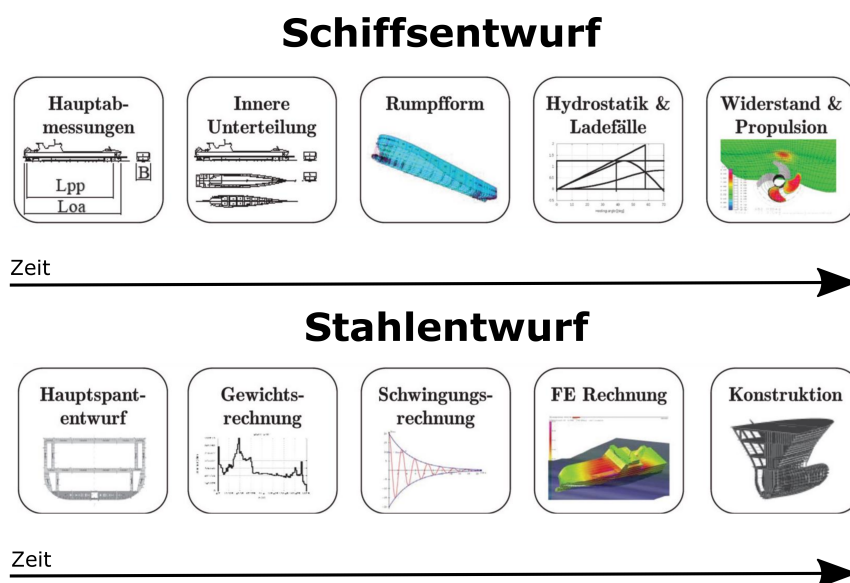 Schiffsentwurf
Hauptab-
messungen
B
Lpp
Loa
Innere
Unterteilung
Rumpfform
Hydrostatik &
Ladefälle
Widerstand &
Propulsion
Zeit
Stahlentwurf
Hauptspant-
entwurf
Gewichts-
rechnung
Schwingungs-
rechnung
FE Rechnung
Konstruktion
Zeit